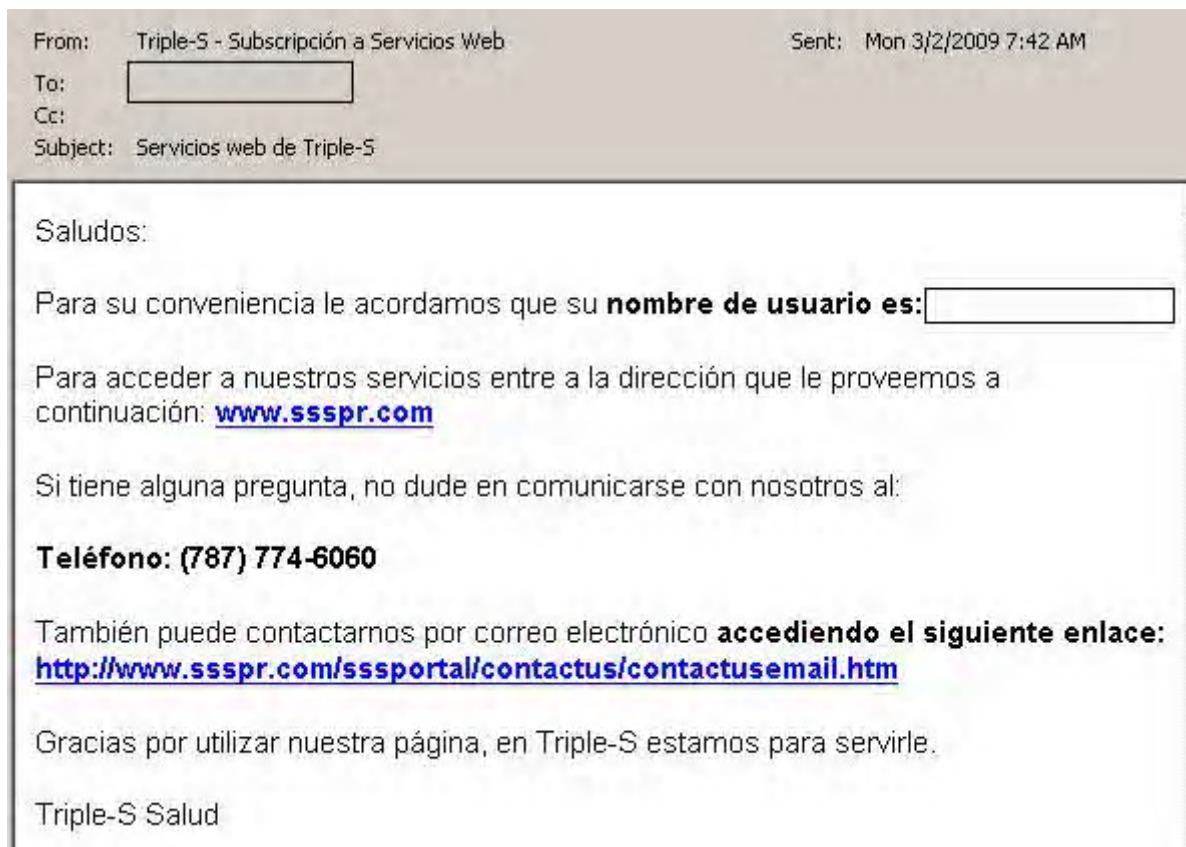 From: Triple-S - Subscripción a Servicios Web Sent: Mon 3/2/2009 7:42 AM
To:
Cc:
Subject: Servicios web de Triple-S
Saludos:
Para su conveniencia le acordamos que su nombre de usuario es:
Para acceder a nuestros servicios entre a la dirección que le proveemos a
continuación: www.ssspr.com
Si tiene alguna pregunta, no dude en comunicarse con nosotros al:
Teléfono: (787) 774-6060
También puede contactarnos por correo electrónico accediendo el siguiente enlace:
http://www.ssspr.com/sssportal/contactus/contactusemail.htm
Gracias por utilizar nuestra página, en Triple-S estamos para servirle.
Triple-S Salud